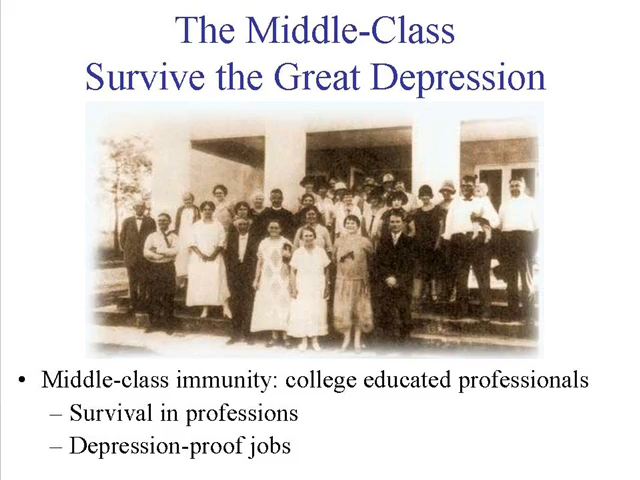 The Middle-Class
Survive the Great Depression
• Middle-class immunity: college educated professionals
– Survival in professions
– Depression-proof jobs